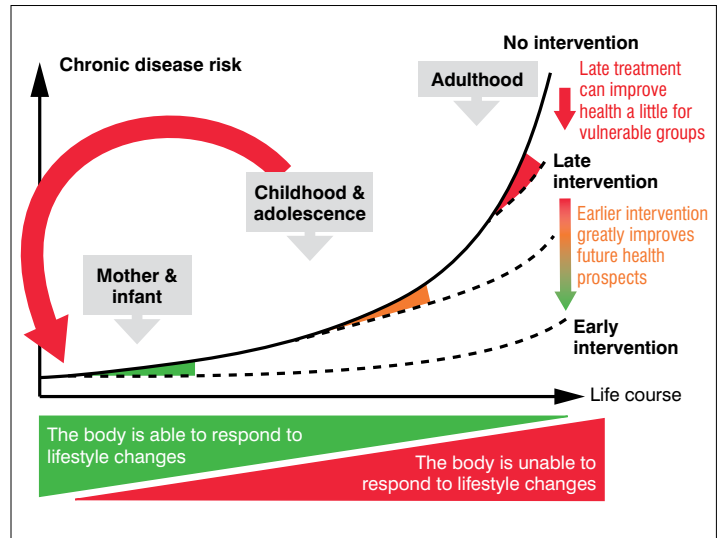 No intervention
Chronic disease risk
Adulthood
Late treatment
can improve
health a little for
vulnerable groups
Late
intervention
Childhood &
adolescence
Earlier intervention
greatly improves
future health
prospects
Mother &
infant
Early
intervention
Life course
The body is able to respond to
lifestyle changes
The body is unable to
respond to lifestyle changes